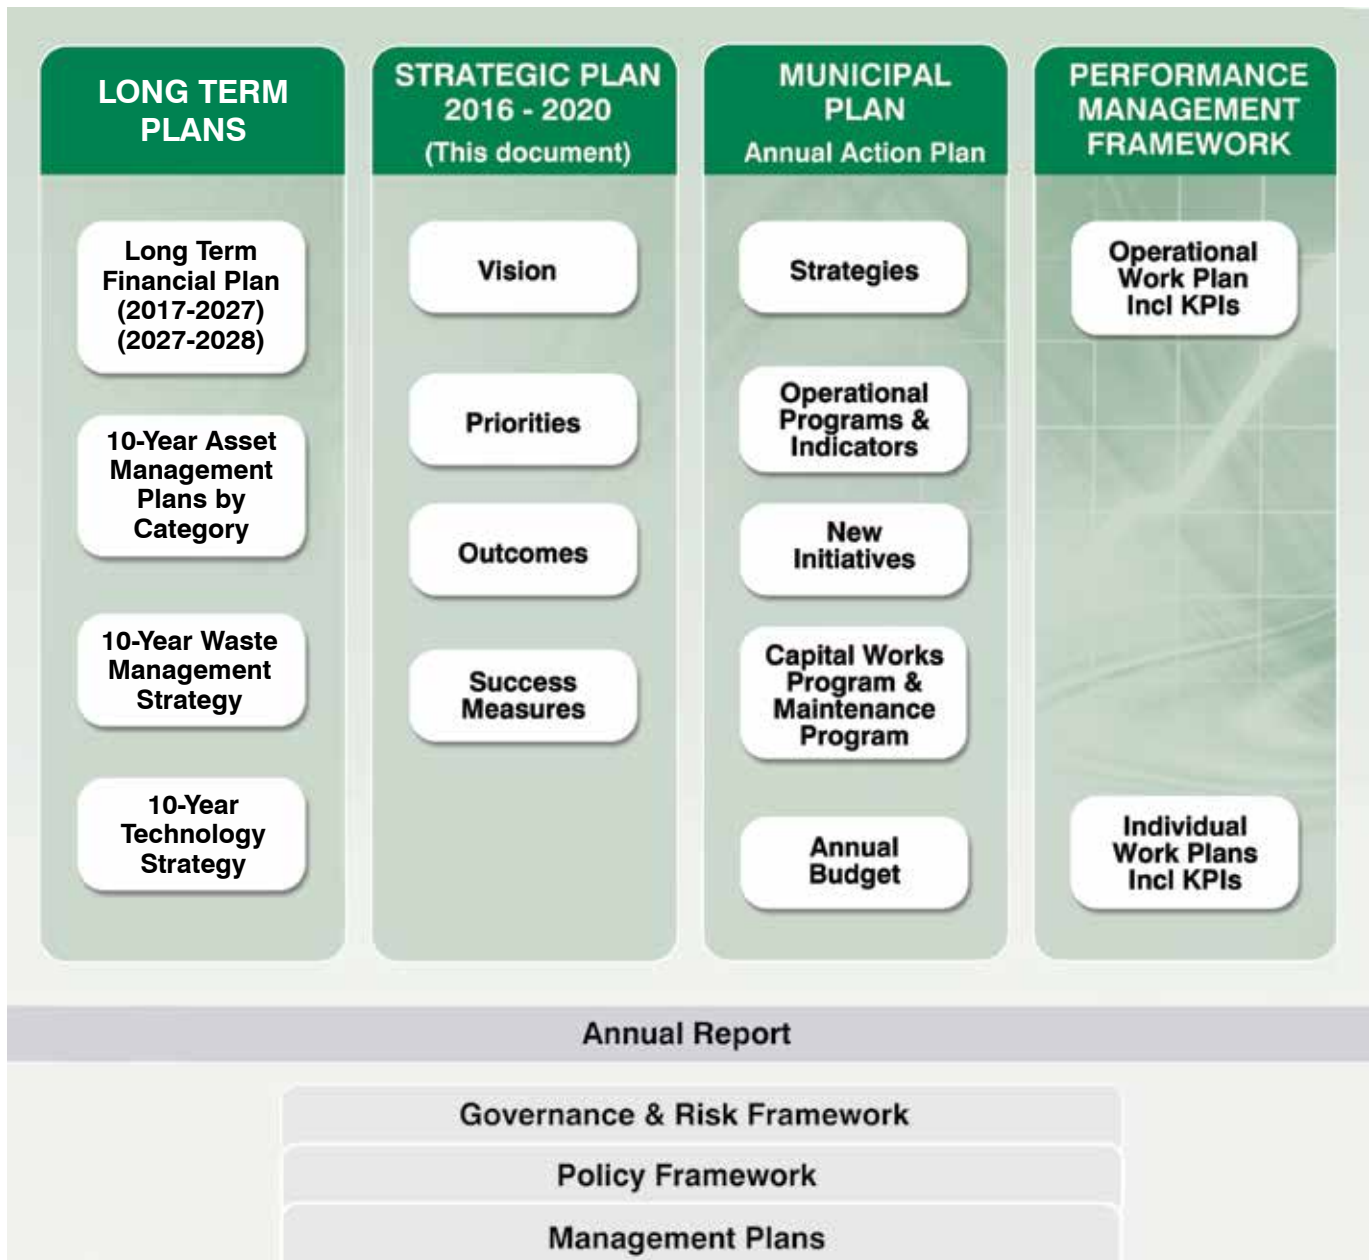 LONG TERM
PLANS
Long Term
Financial Plan
(2017-2027)
(2027-2028)
10-Year Asset
Management
Plans by
Category
10-Year Waste
Management
Strategy
10-Year
Technology
Strategy
STRATEGIC PLAN
2016 - 2020
(This document)
Vision
Priorities
Outcomes
Success
Measures
MUNICIPAL
PLAN
Annual Action Plan
Strategies
Operational
Programs &
Indicators
New
Initiatives
Capital Works
Program &
Maintenance
Program
Annual
Budget
PERFORMANCE
MANAGEMENT
FRAMEWORK
Operational
Work Plan
Incl KPIs
Individual
Work Plans
Incl KPIs
Annual Report
Governance & Risk Framework
Policy Framework
Management Plans